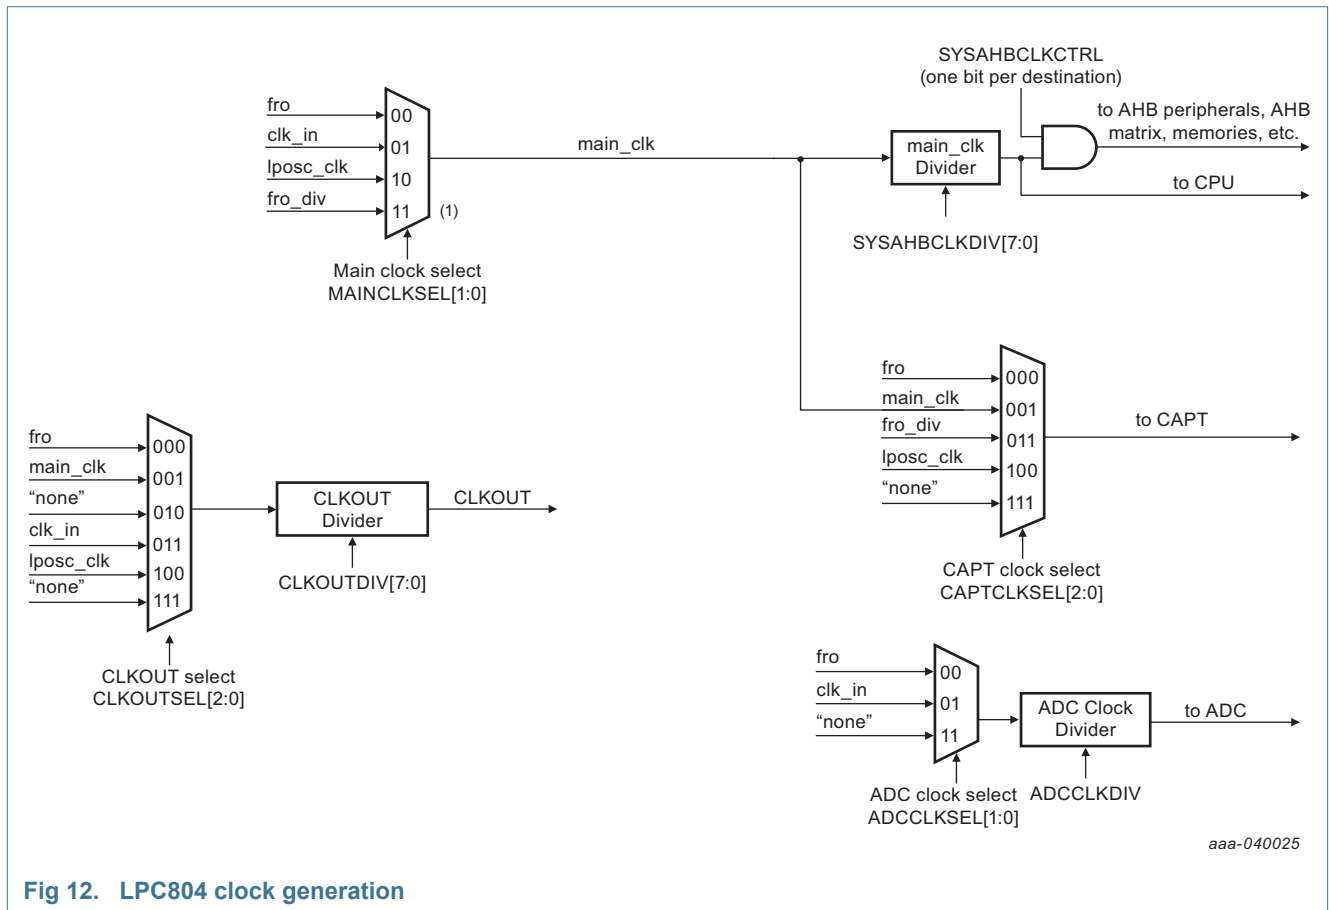 SYSAHBCLKCTRL
(one bit per destination)
to AHB peripherals, AHB
matrix, memories, etc.
fro
00
clk_in
01
lposc_clk
10
fro_div
11
(1)
main_clk
main_clk
Divider
to CPU
SYSAHBCLKDIV[7:0]
Main clock select
MAINCLKSEL[1:0]
fro
000
main_clk
001
fro_div
011
lposc_clk
100
“none”
111
to CAPT
CAPT clock select
CAPTCLKSEL[2:0]
fro
000
main_clk
001
“none”
010
clk_in
011
lposc_clk
100
“none”
111
CLKOUT
Divider
CLKOUT
CLKOUTDIV[7:0]
CLKOUT select
CLKOUTSEL[2:0]
fro
00
clk_in
01
“none”
11
ADC Clock
Divider
to ADC
ADC clock select
ADCCLKSEL[1:0]
ADCCLKDIV
aaa-040025
Fig 12. LPC804 clock generation